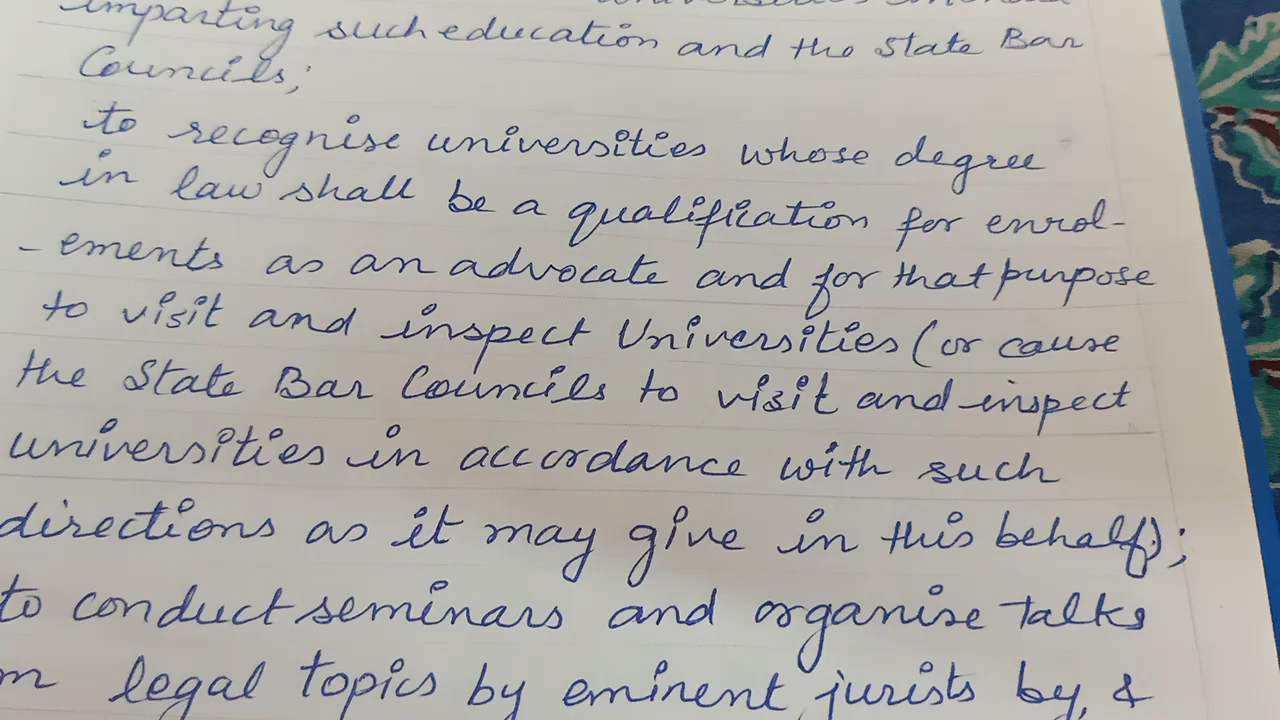 imparting such education and the State Bar
Councils;
to recognise universities whose degree
in law shall be a qualification for enrol-
- ements as an advocate and for that purpose
to visit and inspect Universities (or cause
the State Bar Councils to visit and inspect
universities in accordance with such
directions as it may give in this behalf);
to conduct seminars and organise talks
legal topics by eminent jurists by, &